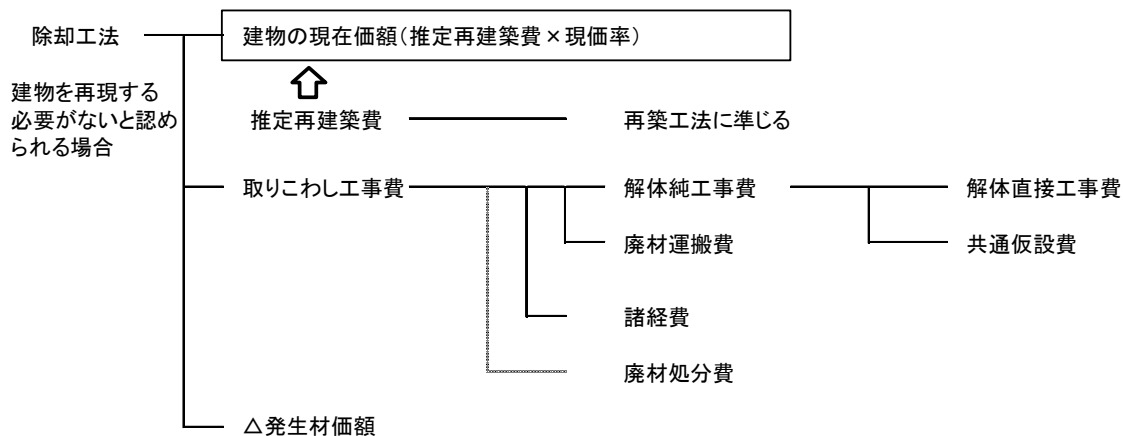 除却工法
建物の現在価額(推定再建築費×現価率)
建物を再現する
必要がないと認め
られる場合
推定再建築費
再築工法に準じる
取りこわし工事費
解体純工事費
解体直接工事費
廃材運搬費
共通仮設費
諸経費
廃材処分費
△発生材価額